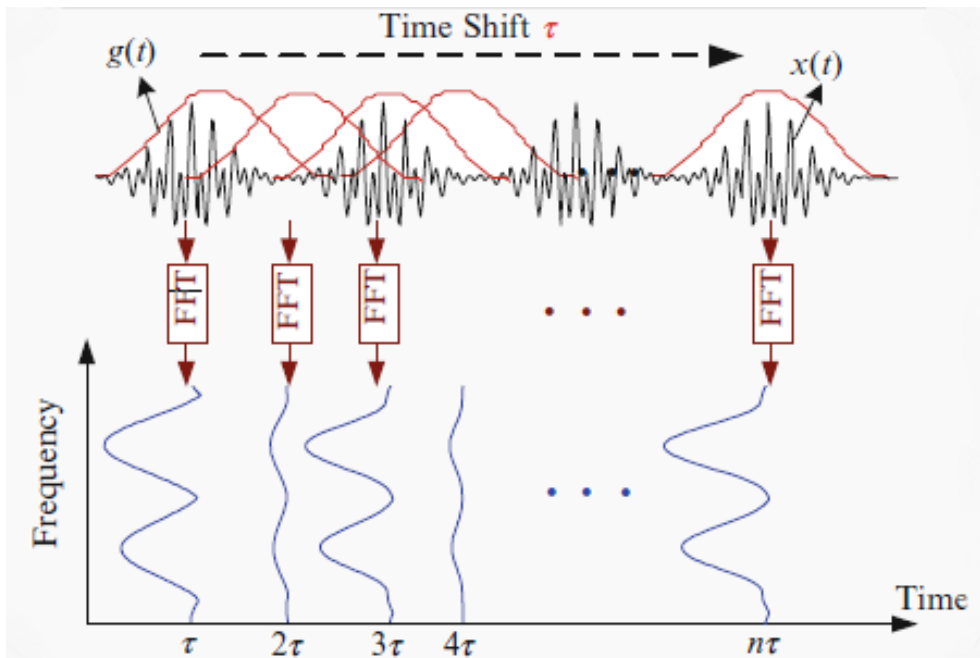 Time Shift τ
g(t)
x(t)
FFT
FFT
FFT
FFT
Frequency
Time
τ
2τ
3τ
4τ
nτ